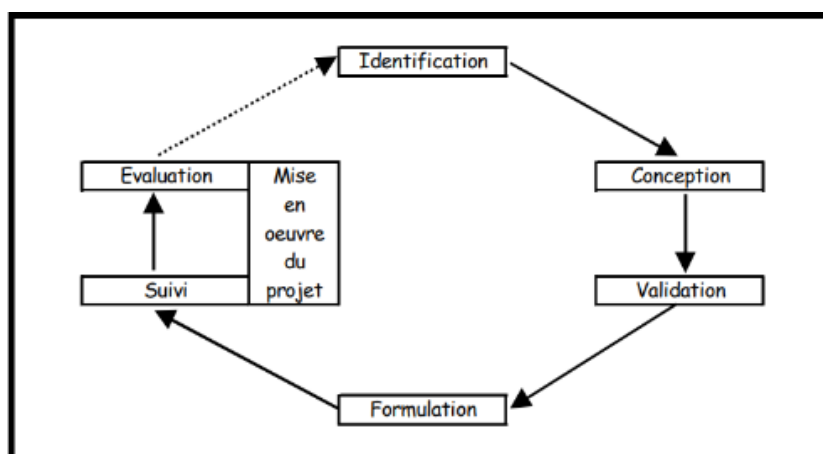 Identification
Evaluation
Mise
en
oeuvre
du
projet
Conception
Suivi
Validation
Formulation